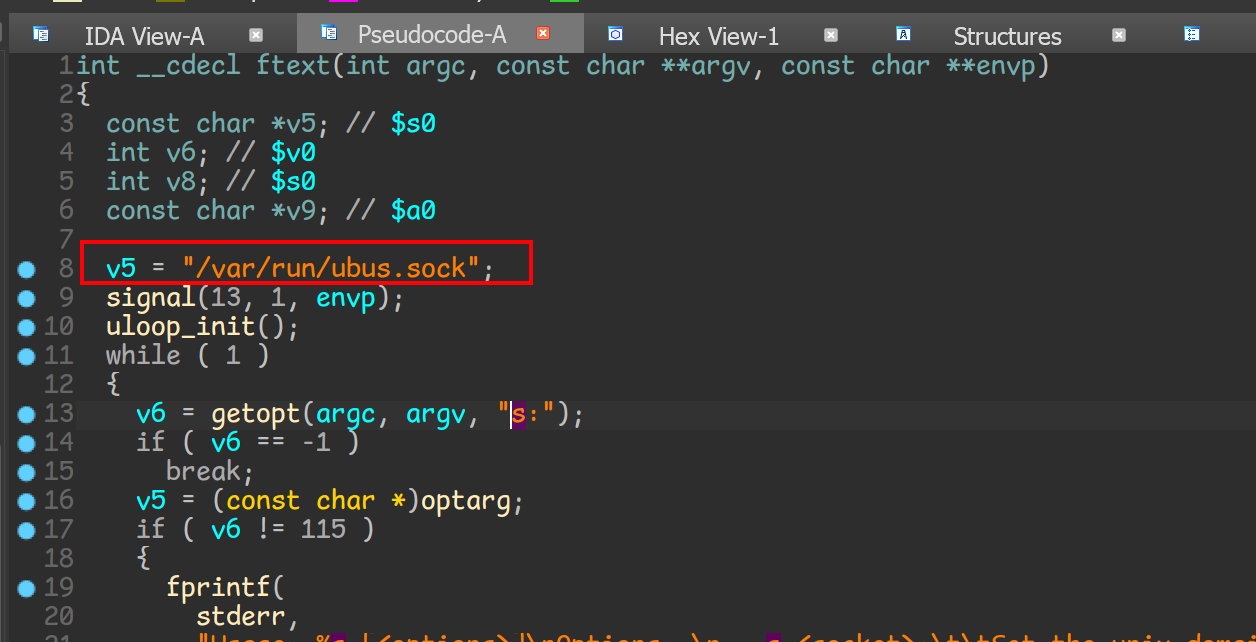 IDA View-A Pseudocode-A Hex View-1 Structures
1 int __cdecl ftext(int argc, const char **argv, const char **envp)
2 {
3 const char *v5; // $s0
4 int v6; // $v0
5 int v8; // $s0
6 const char *v9; // $a0
7
8 v5 = "/var/run/ubus.sock";
9 signal(13, 1, envp);
10 uloop_init();
11 while ( 1 )
12 {
13 v6 = getopt(argc, argv, "s:");
14 if ( v6 == -1 )
15 break;
16 v5 = (const char *)optarg;
17 if ( v6 != 115 )
18 {
19 fprintf(
20 stderr,